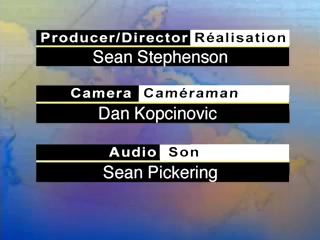 Producer/Director Réalisation
Sean Stephenson
Camera Caméraman
Dan Kopcinovic
Audio Son
Sean Pickering